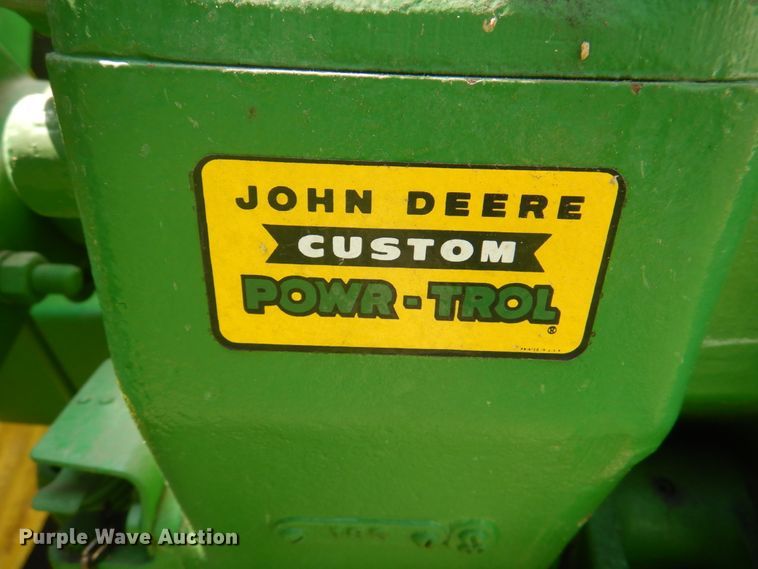 JOHN DEERE
CUSTOM
POWR-TROL
®
Purple Wave Auction